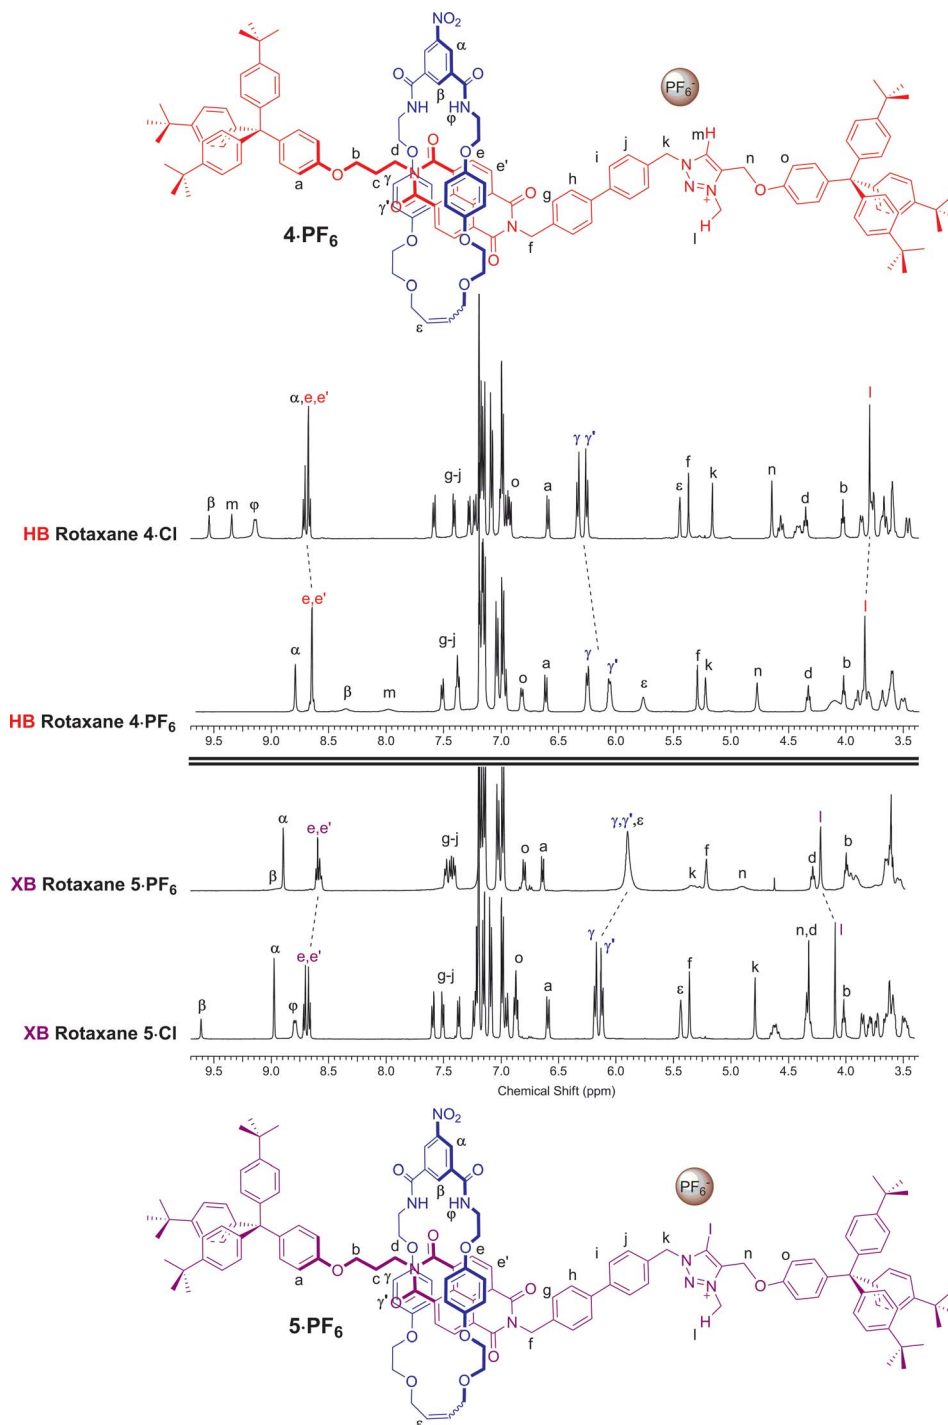 NO₂
α
O O
β
NH HN
φ
PF₆⁻
O O
d e
b O e'
γ N
a O c
γ' O O
O O N
O
f
g h i j k
mH
N N N⁺
n o
O
H
l
4·PF₆
O O
O O
ε
α,e,e'
β m φ
g-j
o a
γ γ'
ε f k n d b l
HB Rotaxane 4·Cl
e,e'
α β m
g-j
o a
γ γ'
ε f k n d b l
HB Rotaxane 4·PF₆
9.5 9.0 8.5 8.0 7.5 7.0 6.5 6.0 5.5 5.0 4.5 4.0 3.5
β α e,e'
g-j
o a
γ,γ',ε
k f n d l b
XB Rotaxane 5·PF₆
β α φ e,e'
g-j
o a
γ γ'
ε f k n,d l b
XB Rotaxane 5·Cl
9.5 9.0 8.5 8.0 7.5 7.0 6.5 6.0 5.5 5.0 4.5 4.0 3.5
Chemical Shift (ppm)
NO₂
α
O O
β
NH HN
φ
PF₆⁻
O O
d e
b O e'
γ N
a O c
γ' O O
O O N
O
f
g h i j k
I
N N N⁺
n o
O
H
l
5·PF₆
O O
O O
ε